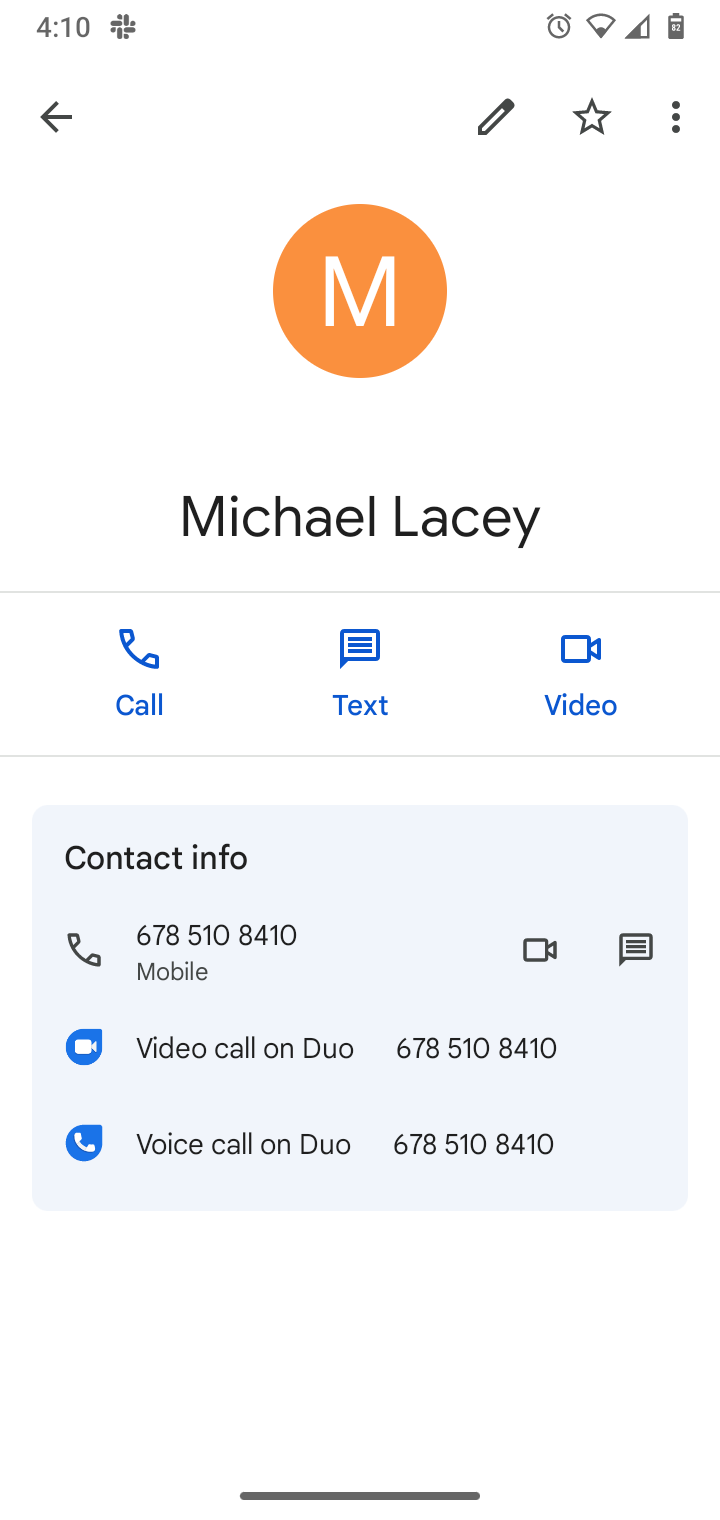 4:10
82
M
Michael Lacey
Call Text Video
Contact info
678 510 8410
Mobile
Video call on Duo 678 510 8410
Voice call on Duo 678 510 8410